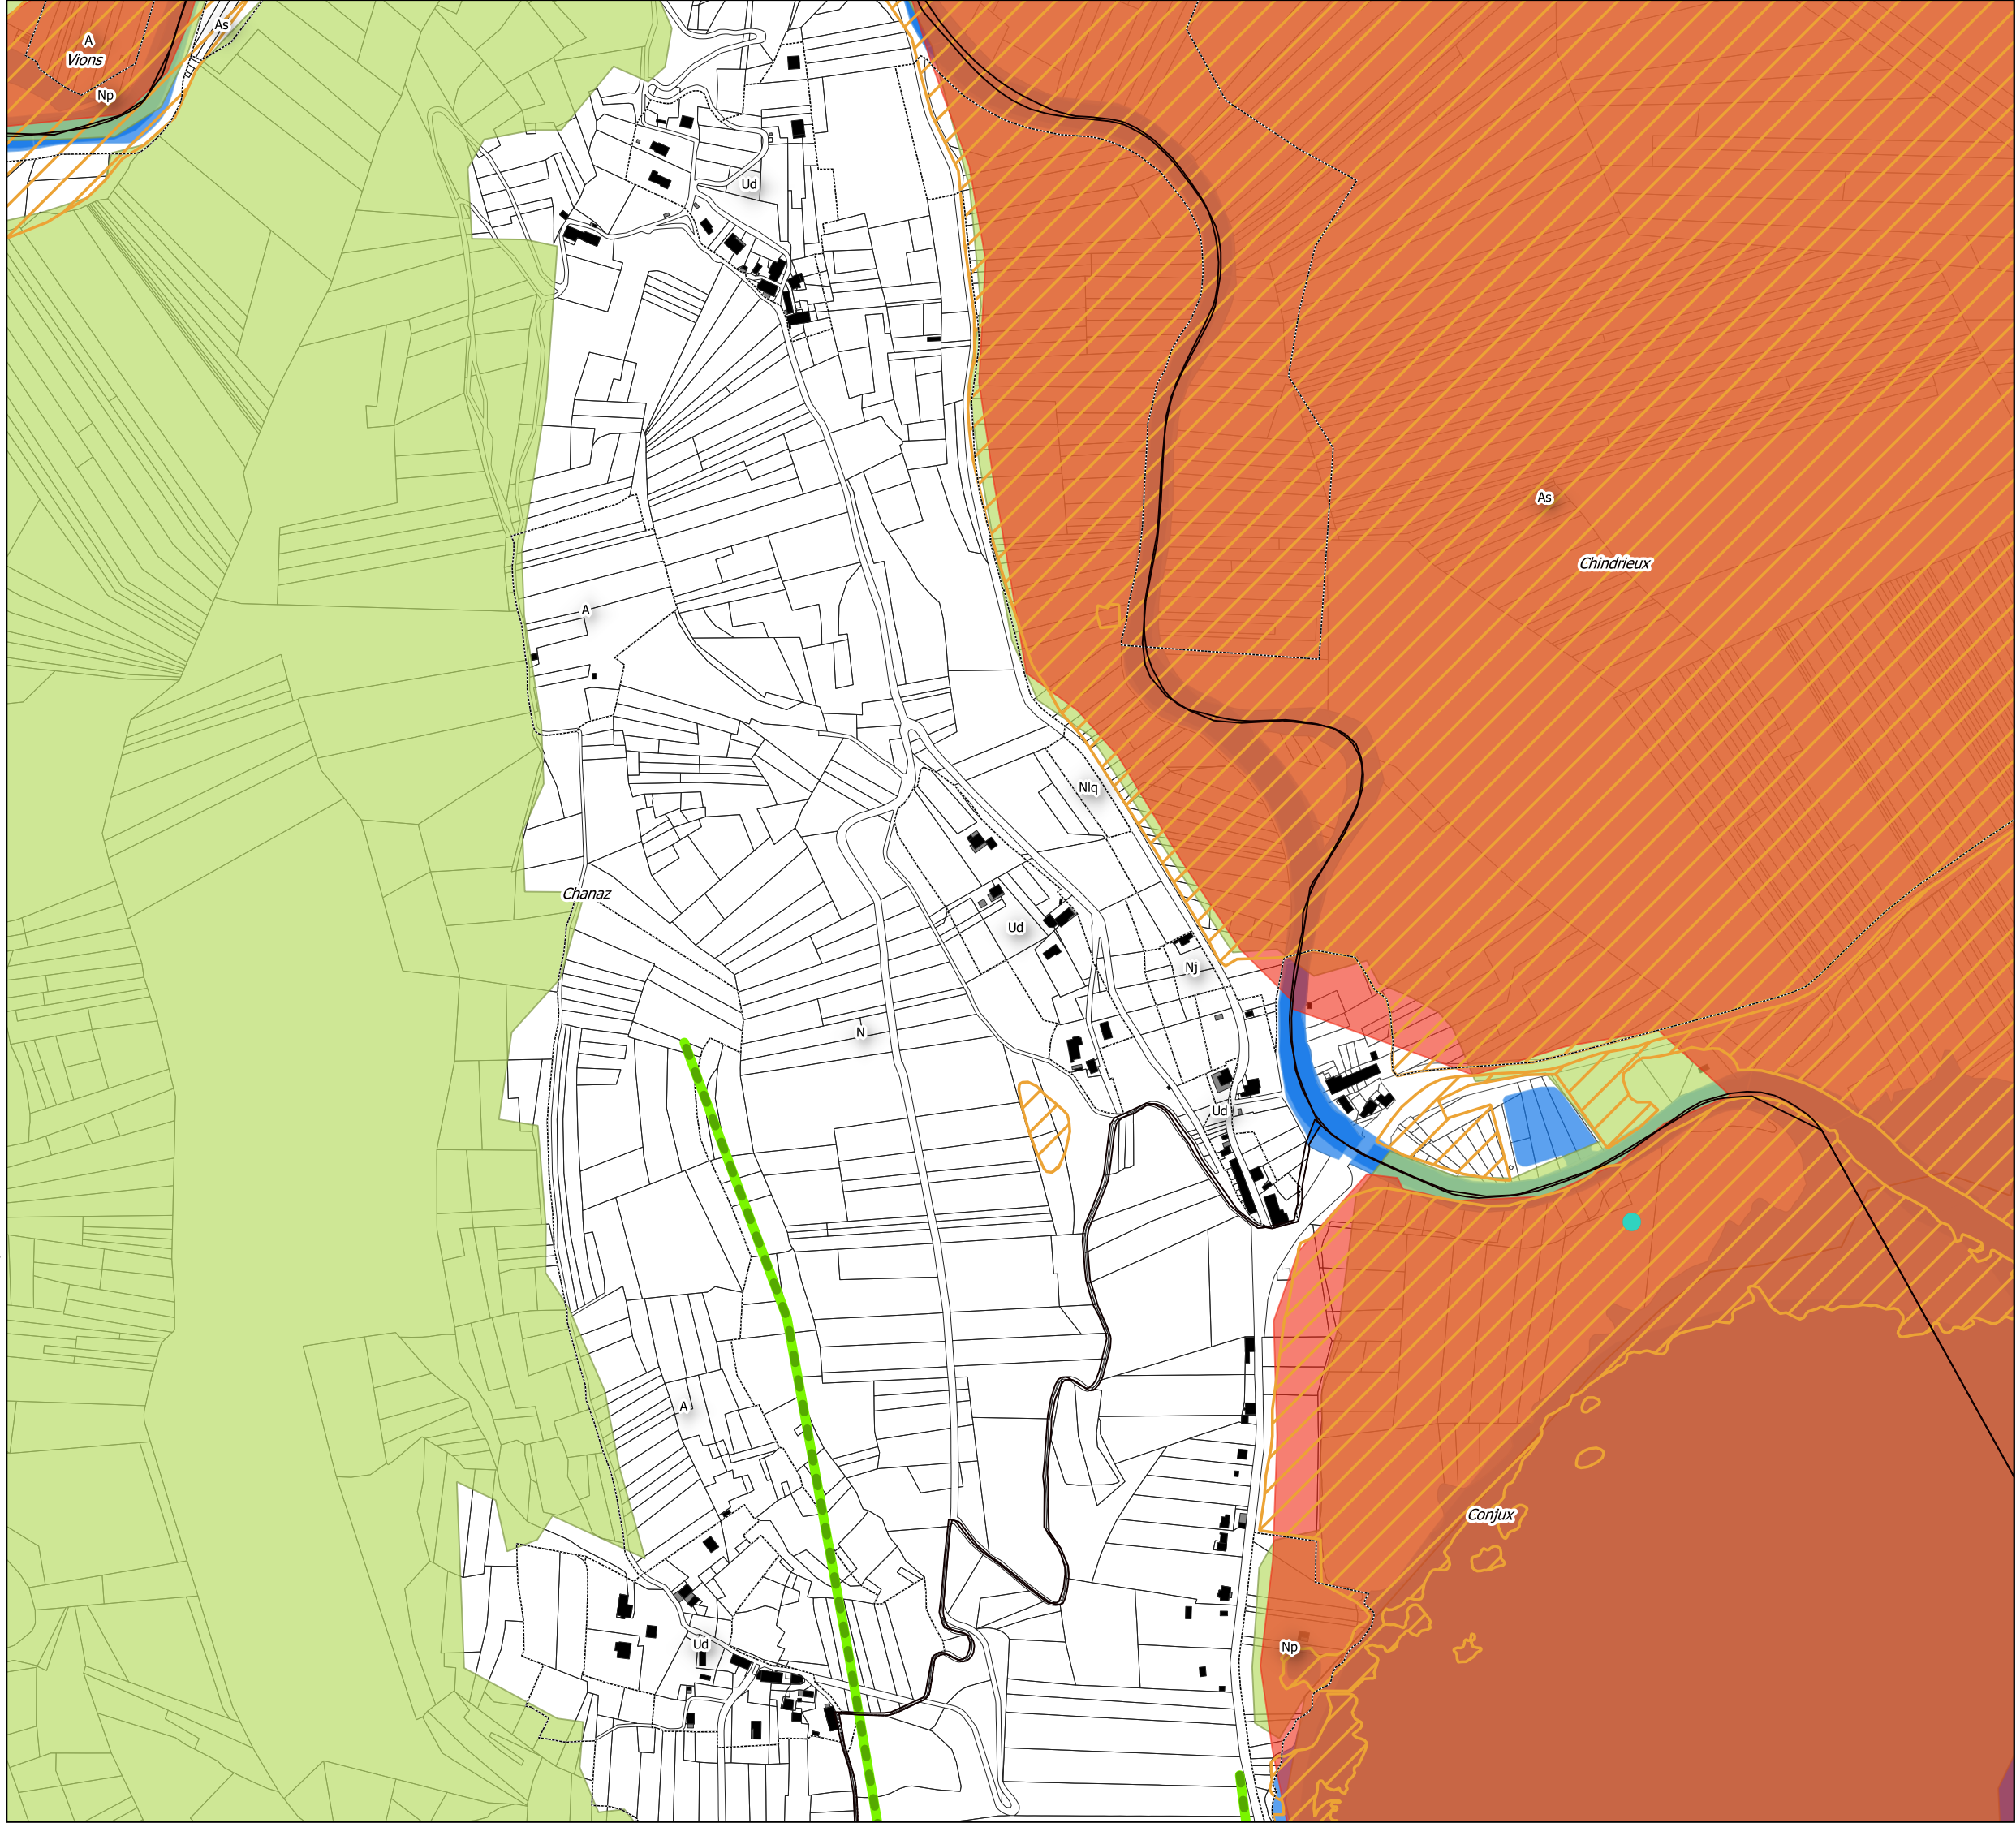 As
A
Vions
Np
Ud
As
Chindrieux
A
Nlq
Chanaz
Ud
Nj
N
Ud
A
Conjux
Ud
Np